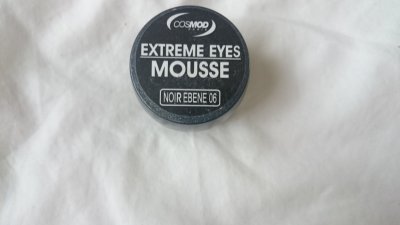 COSMOD
EXTREME EYES
MOUSSE
NOIR EBENE 06